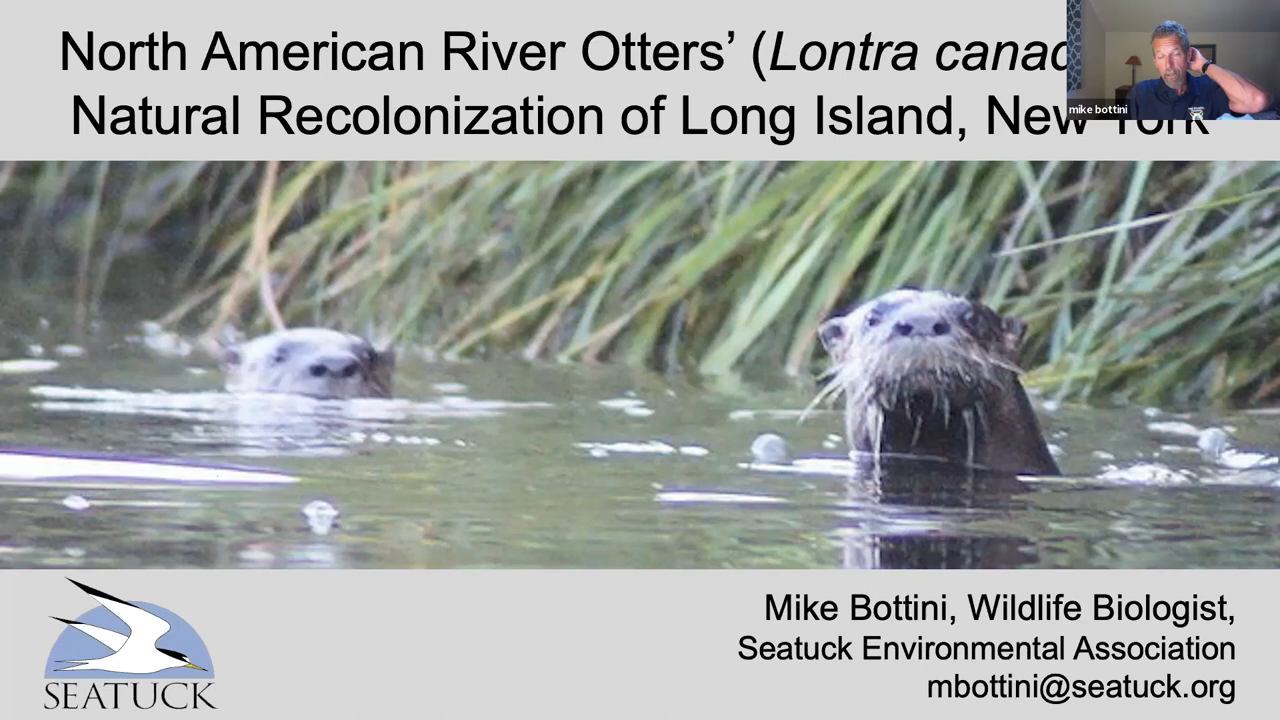 North American River Otters’ (Lontra canad
Natural Recolonization of Long Island, New York
mike bottini
SEATUCK
Mike Bottini, Wildlife Biologist,
Seatuck Environmental Association
mbottini@seatuck.org